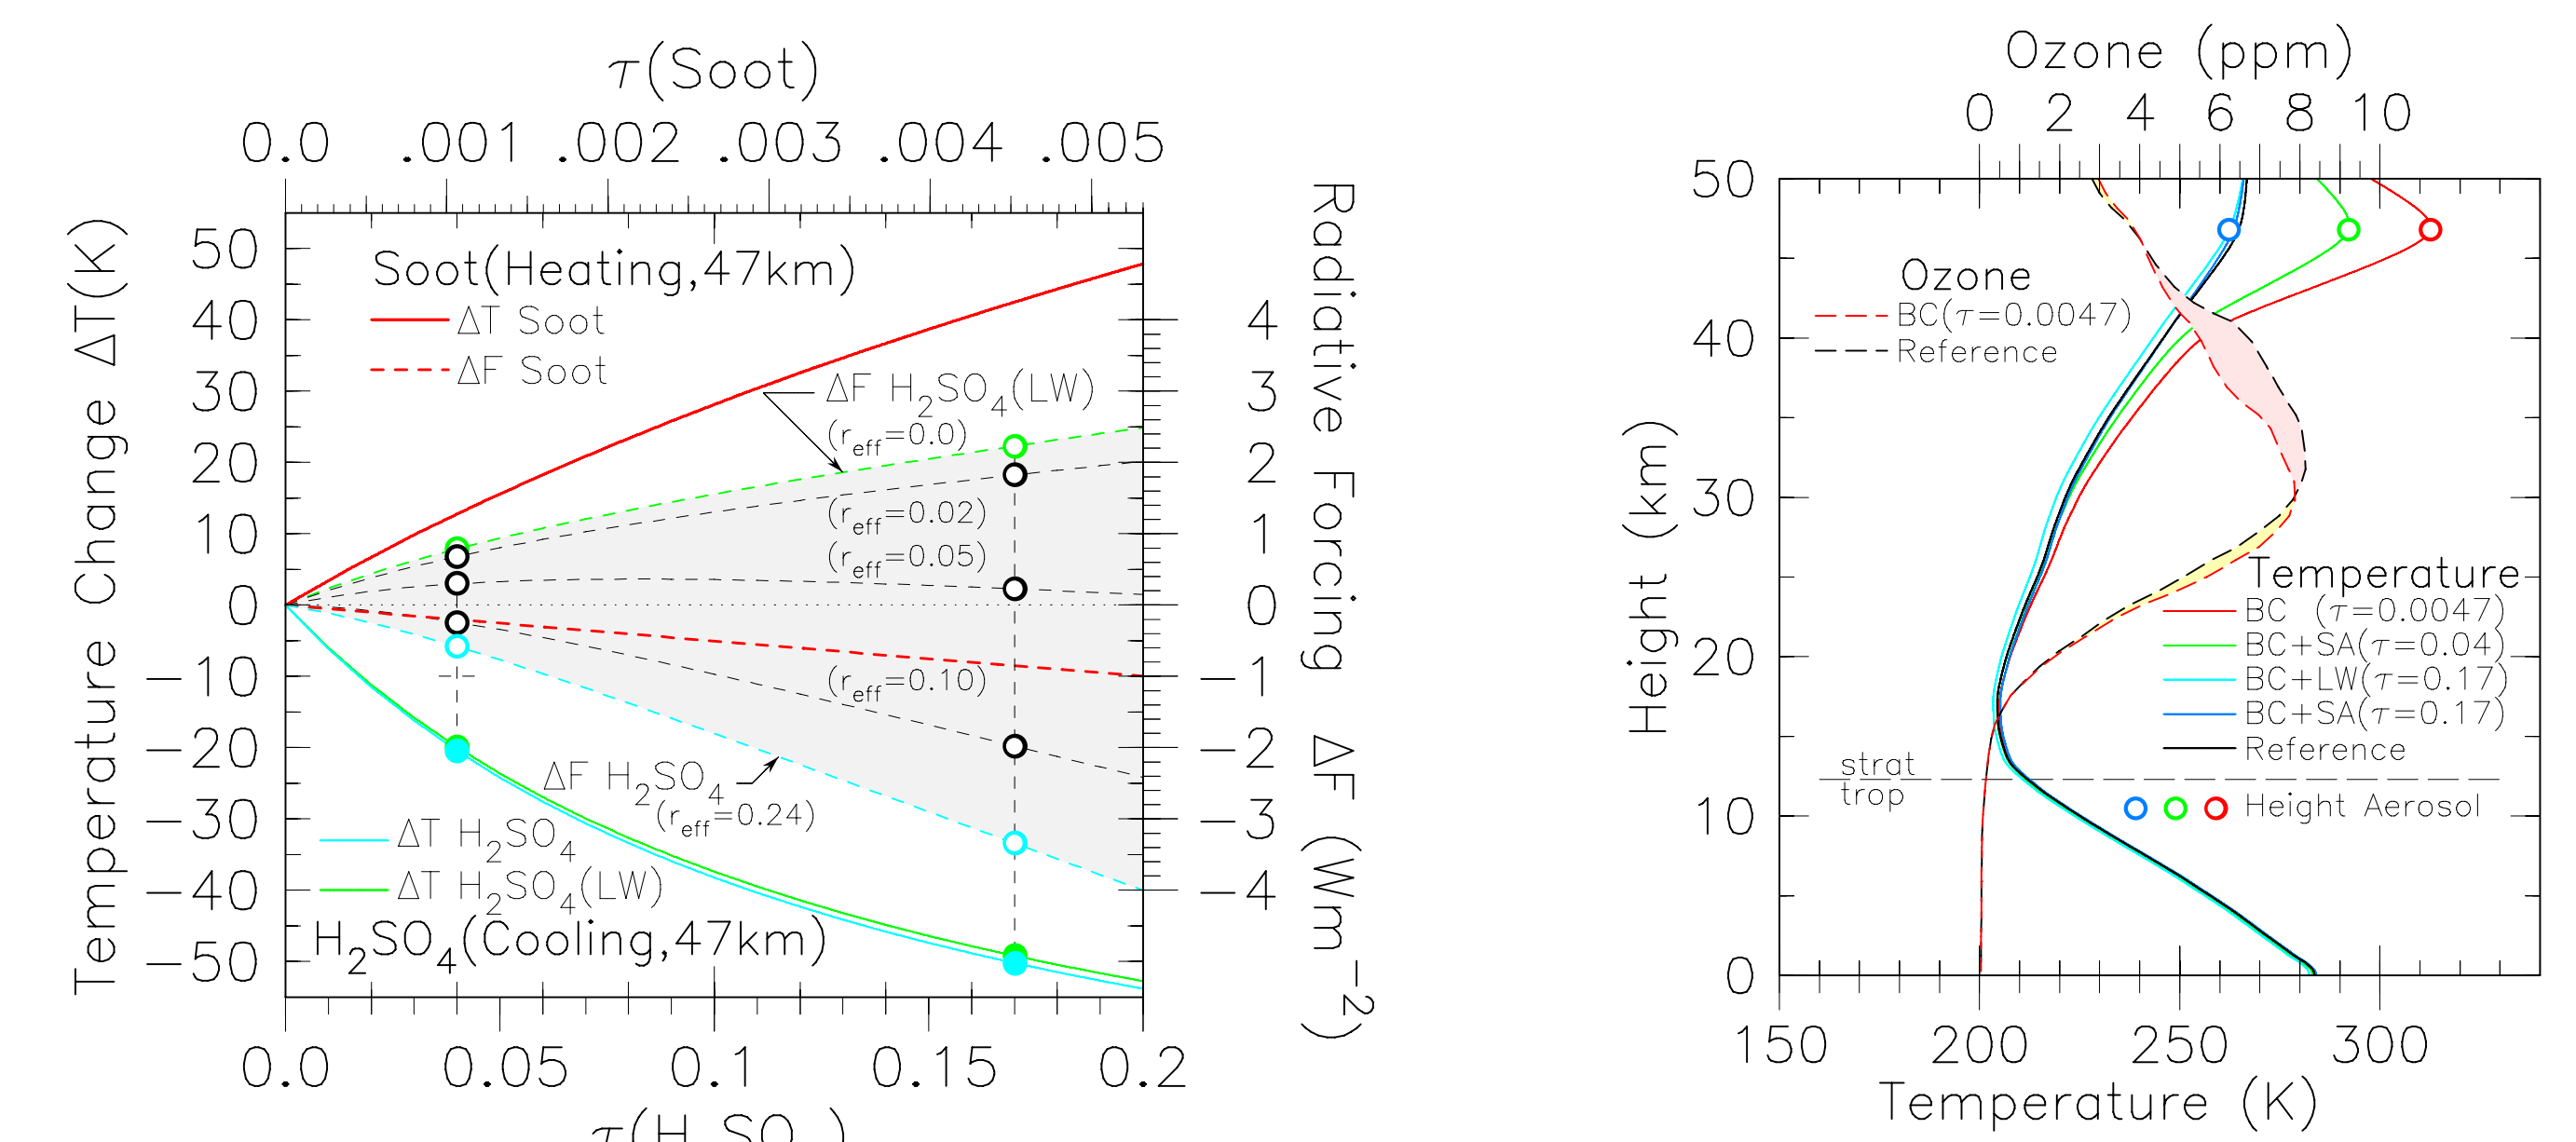 τ(Soot)
0.0 .001 .002 .003 .004 .005
Temperature Change ΔT(K)
50
40
30
20
10
0
−10
−20
−30
−40
−50
Soot(Heating,47km)
ΔT Soot
ΔF Soot
ΔF H₂SO₄(LW)
(r_eff=0.0)
(r_eff=0.02)
(r_eff=0.05)
(r_eff=0.10)
ΔF H₂SO₄
(r_eff=0.24)
ΔT H₂SO₄
ΔT H₂SO₄(LW)
H₂SO₄(Cooling,47km)
4
3
2
1
0
−1
−2
−3
−4
Radiative Forcing ΔF (Wm⁻²)
0.0 0.05 0.1 0.15 0.2
τ(H₂SO₄)
Ozone (ppm)
0 2 4 6 8 10
Height (km)
50
40
30
20
10
0
Ozone
BC(τ=0.0047)
Reference
Temperature
BC (τ=0.0047)
BC+SA(τ=0.04)
BC+LW(τ=0.17)
BC+SA(τ=0.17)
Reference
strat
trop
Height Aerosol
150 200 250 300
Temperature (K)